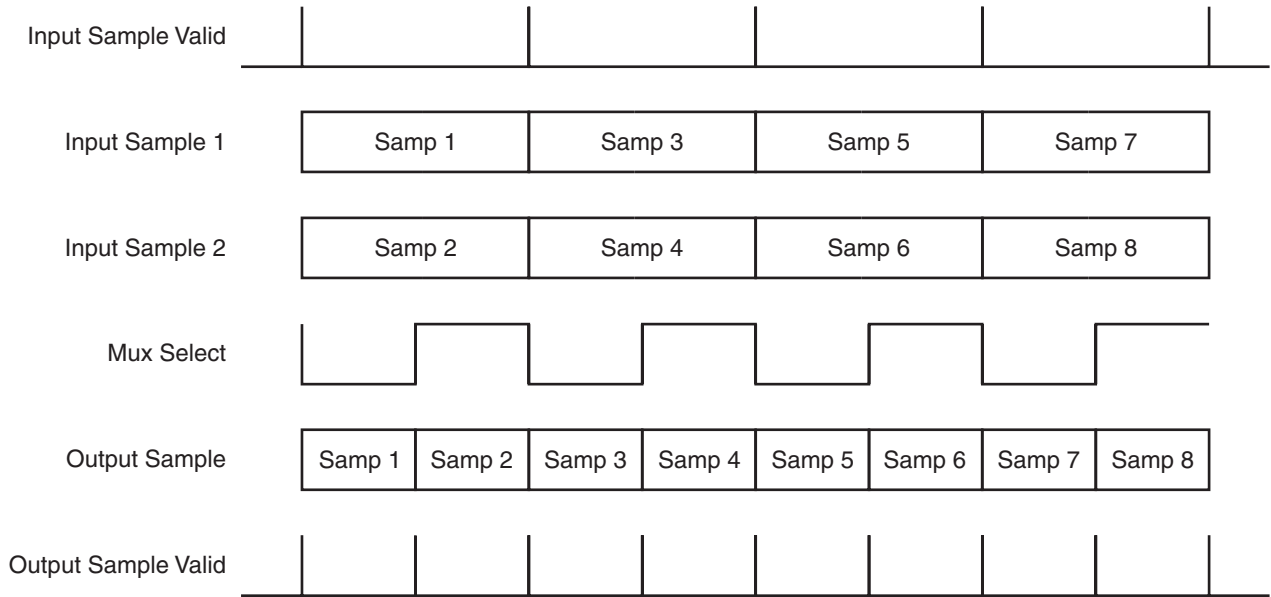 Input Sample Valid
Input Sample 1
Samp 1
Samp 3
Samp 5
Samp 7
Input Sample 2
Samp 2
Samp 4
Samp 6
Samp 8
Mux Select
Output Sample
Samp 1
Samp 2
Samp 3
Samp 4
Samp 5
Samp 6
Samp 7
Samp 8
Output Sample Valid